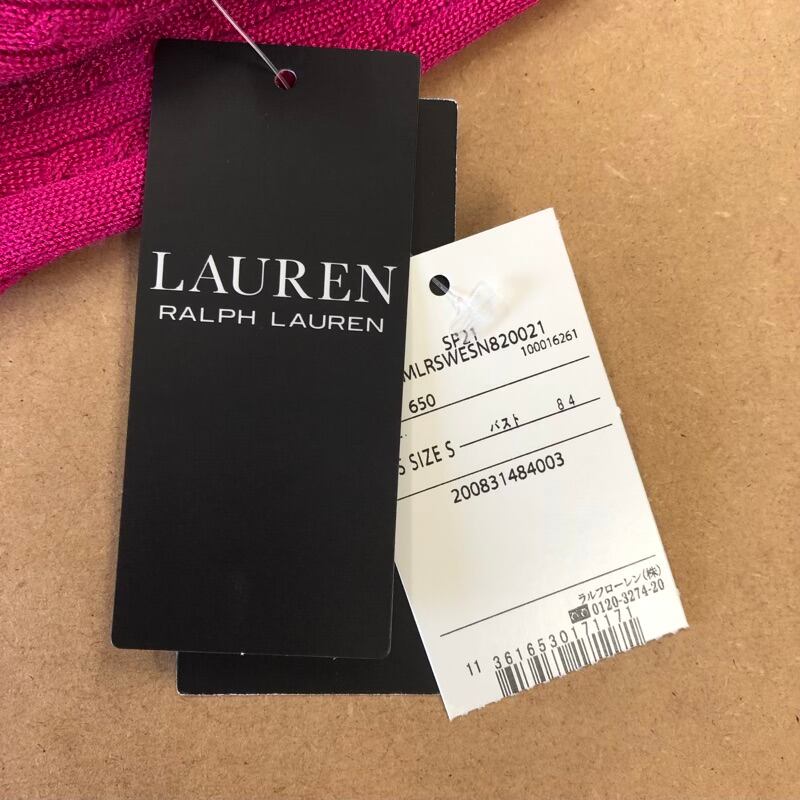 LAUREN
RALPH LAUREN
SP21
MLRSWESN820021
100016261
650
バスト 84
S SIZE S
200831484003
ラルフローレン(株)
0120-3274-20
11 3616530171171